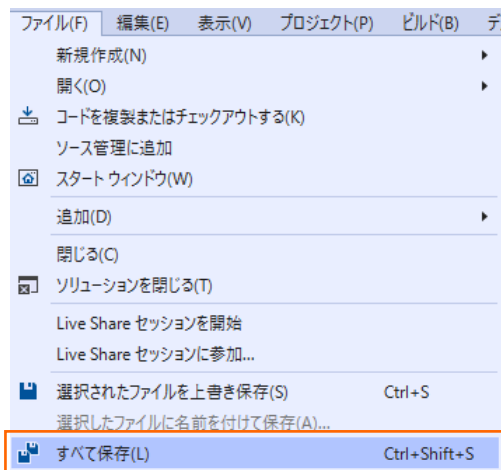 ファイル(F) 編集(E) 表示(V) プロジェクト(P) ビルド(B)
新規作成(N)
開く(O)
コードを複製またはチェックアウトする(K)
ソース管理に追加
スタート ウィンドウ(W)
追加(D)
閉じる(C)
ソリューションを閉じる(T)
Live Share セッションを開始
Live Share セッションに参加...
選択されたファイルを上書き保存(S) Ctrl+S
選択したファイルに名前を付けて保存(A)...
すべて保存(L) Ctrl+Shift+S